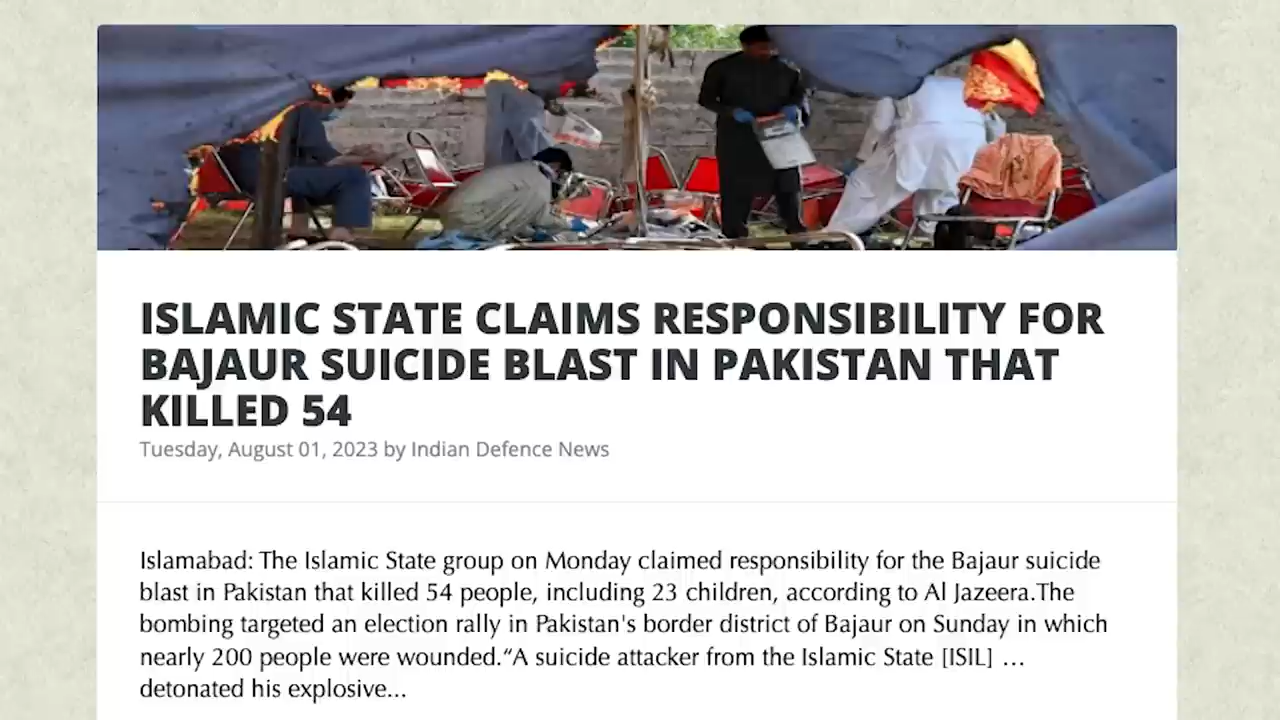 ISLAMIC STATE CLAIMS RESPONSIBILITY FOR
BAJAUR SUICIDE BLAST IN PAKISTAN THAT
KILLED 54
Tuesday, August 01, 2023 by Indian Defence News
Islamabad: The Islamic State group on Monday claimed responsibility for the Bajaur suicide
blast in Pakistan that killed 54 people, including 23 children, according to Al Jazeera.The
bombing targeted an election rally in Pakistan's border district of Bajaur on Sunday in which
nearly 200 people were wounded.“A suicide attacker from the Islamic State [ISIL] …
detonated his explosive...